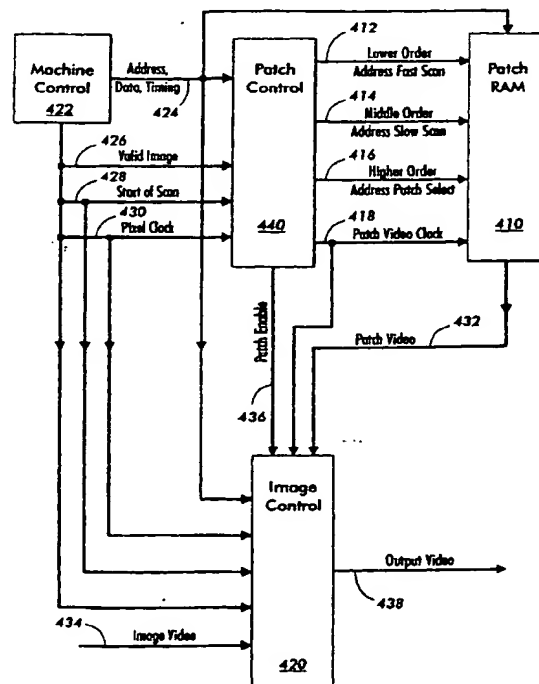 Machine
Control
422
Address,
Data, Timing
424
Patch
Control
440
412
Lower Order
Address Fast Scan
414
Middle Order
Address Slow Scan
416
Higher Order
Address Patch Select
418
Patch Video Clock
Patch
RAM
410
426
Valid Image
428
Start of Scan
430
Pixel Clock
Patch Enable
436
Patch Video
432
Image
Control
420
Output Video
438
434
Image Video